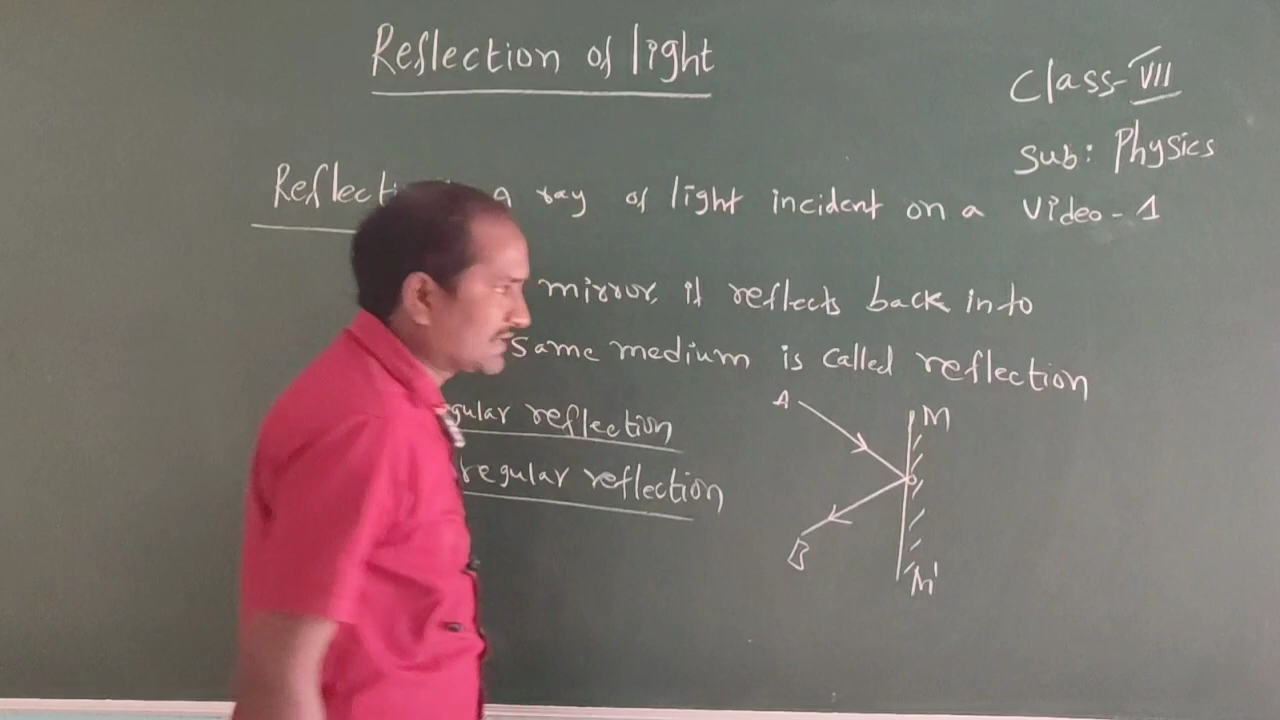 Reflection of light
Class-VII
Sub: Physics
Video-1
A ray of light incident on a
mirror, it reflects back into
same medium is called reflection
gular reflection
regular reflection
A
M
B
M'